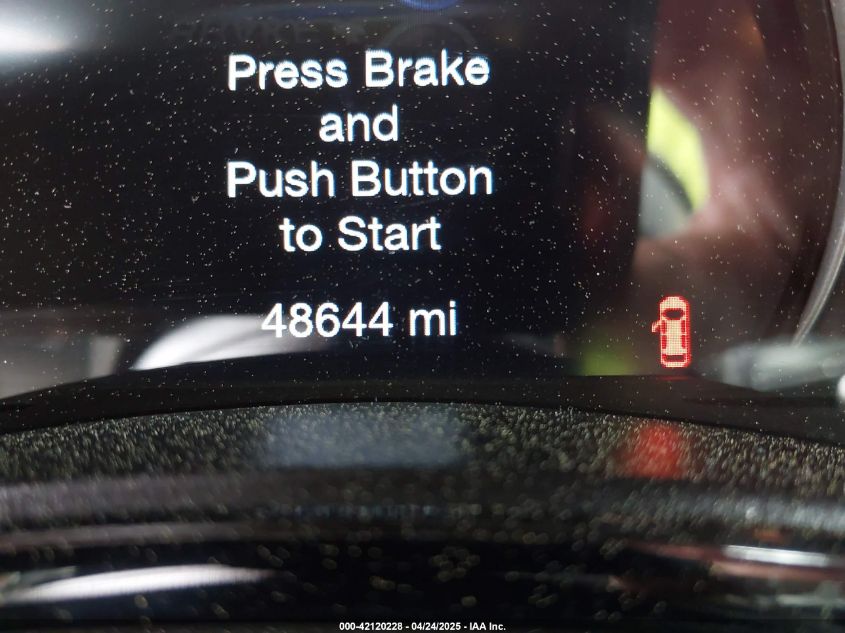 Press Brake
and
Push Button
to Start
48644 mi
000-42120228 - 04/24/2025 - IAA Inc.